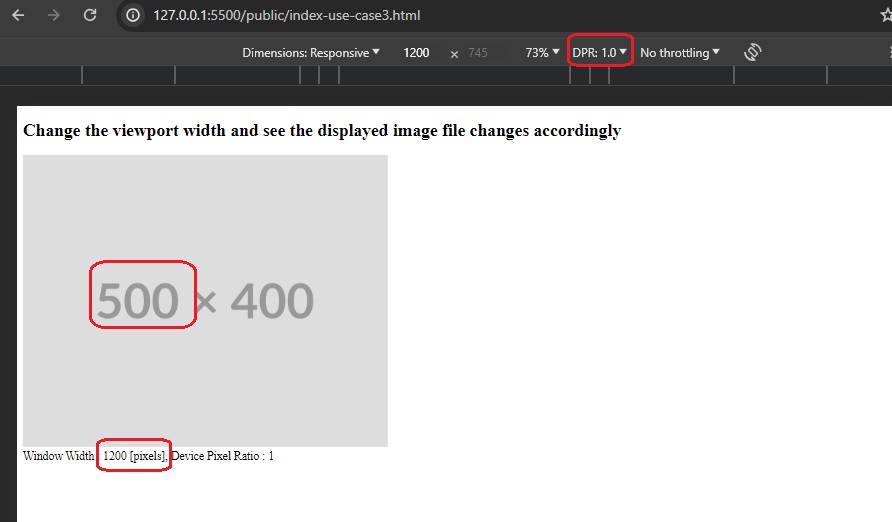 127.0.0.1:5500/public/index-use-case3.html
Dimensions: Responsive 1200 × 745 73% DPR: 1.0 No throttling
Change the viewport width and see the displayed image file changes accordingly
500 × 400
Window Width : 1200 [pixels], Device Pixel Ratio : 1